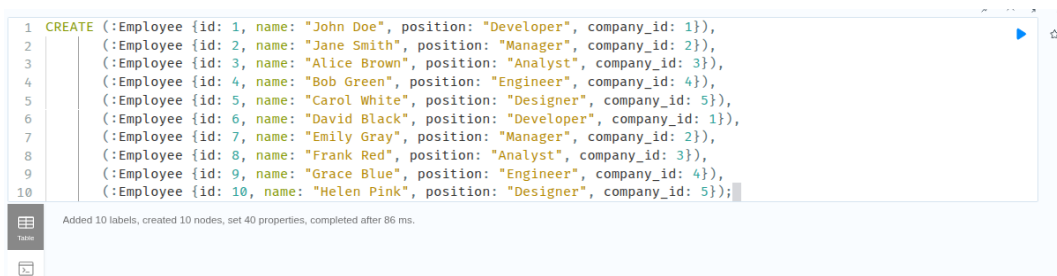 1 CREATE (:Employee {id: 1, name: "John Doe", position: "Developer", company_id: 1}),
2 (:Employee {id: 2, name: "Jane Smith", position: "Manager", company_id: 2}),
3 (:Employee {id: 3, name: "Alice Brown", position: "Analyst", company_id: 3}),
4 (:Employee {id: 4, name: "Bob Green", position: "Engineer", company_id: 4}),
5 (:Employee {id: 5, name: "Carol White", position: "Designer", company_id: 5}),
6 (:Employee {id: 6, name: "David Black", position: "Developer", company_id: 1}),
7 (:Employee {id: 7, name: "Emily Gray", position: "Manager", company_id: 2}),
8 (:Employee {id: 8, name: "Frank Red", position: "Analyst", company_id: 3}),
9 (:Employee {id: 9, name: "Grace Blue", position: "Engineer", company_id: 4}),
10 (:Employee {id: 10, name: "Helen Pink", position: "Designer", company_id: 5});
Added 10 labels, created 10 nodes, set 40 properties, completed after 86 ms.
Table